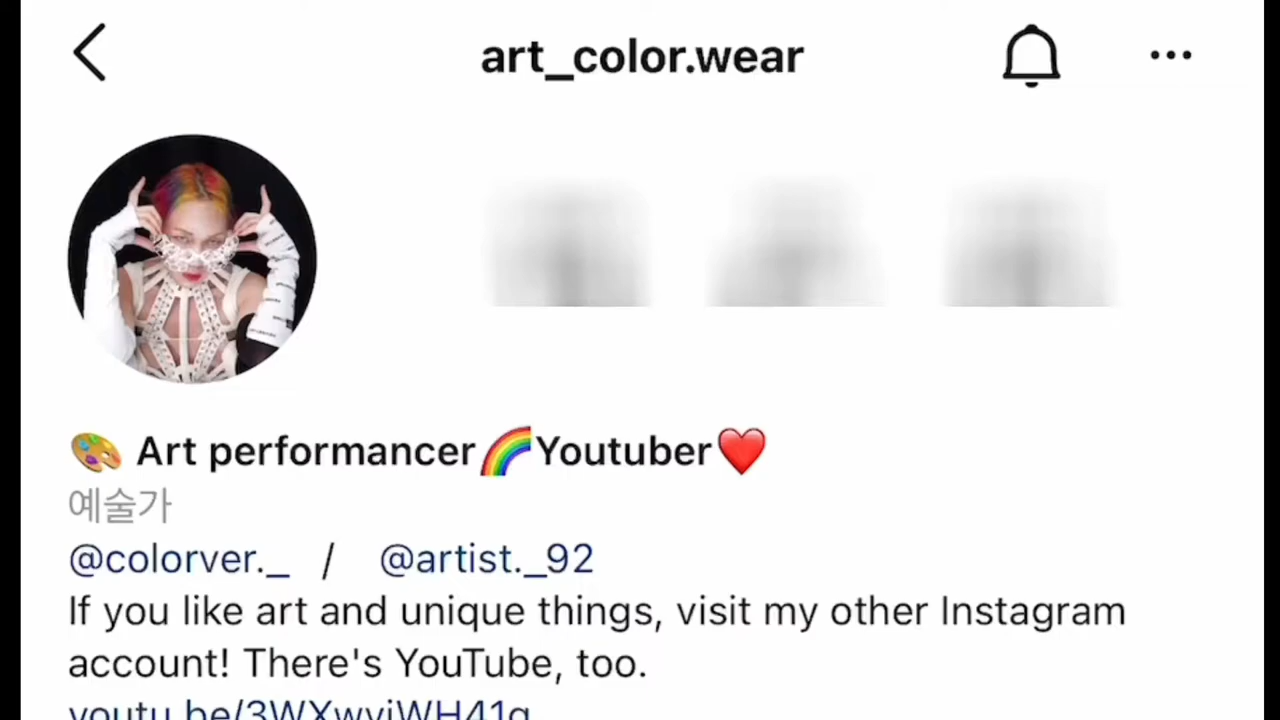 art_color.wear
🎨 Art performancer🌈Youtuber❤️
예술가
@colorver._ / @artist._92
If you like art and unique things, visit my other Instagram
account! There's YouTube, too.